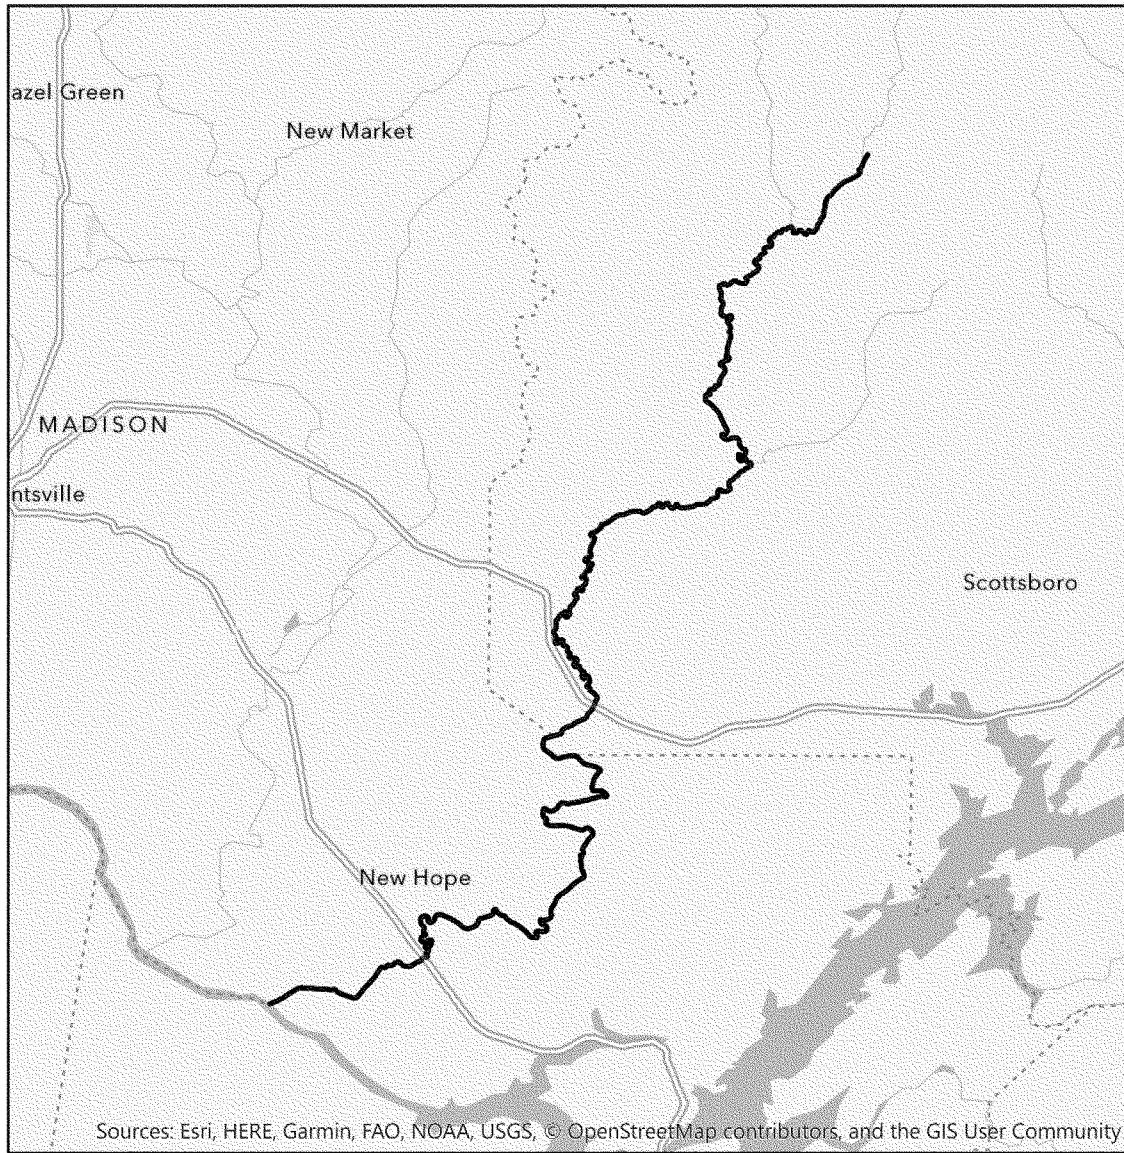 azel Green
New Market
MADISON
ntsville
Scottsboro
New Hope
Sources: Esri, HERE, Garmin, FAO, NOAA, USGS, © OpenStreetMap contributors, and the GIS User Community